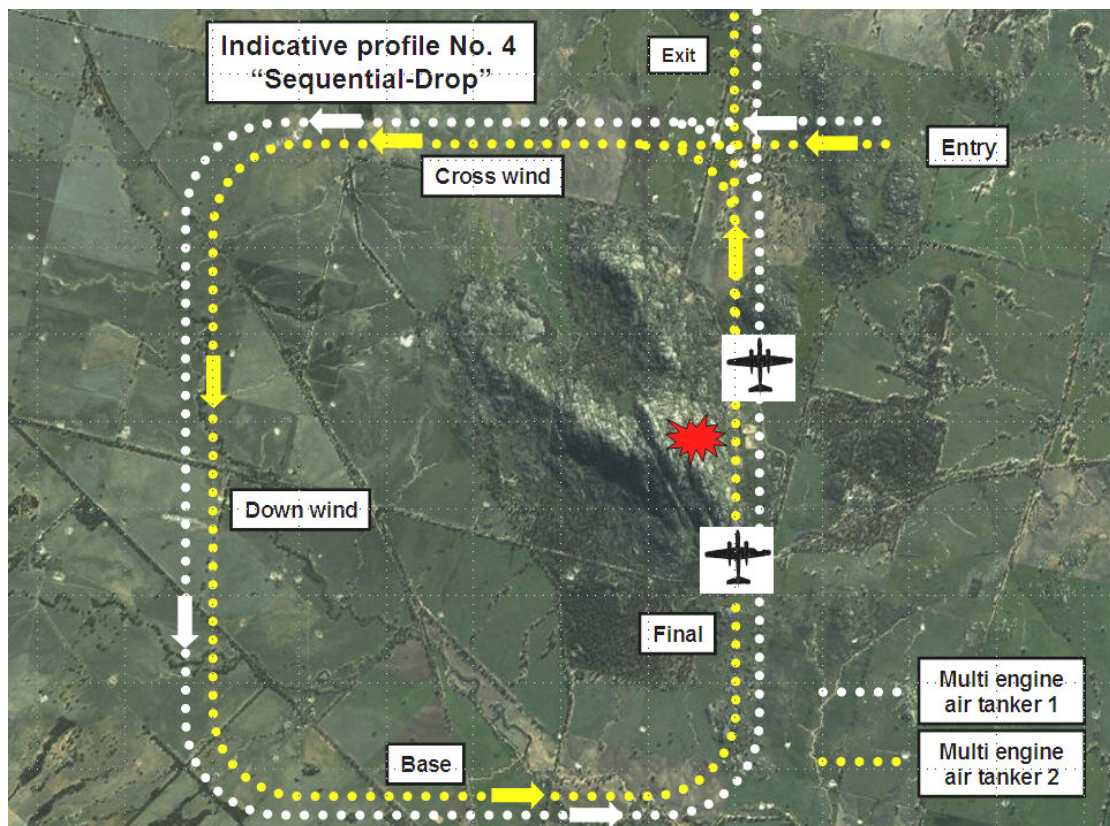 Indicative profile No. 4
“Sequential-Drop”
Exit
Entry
Cross wind
Down wind
Final
Base
Multi engine
air tanker 1
Multi engine
air tanker 2